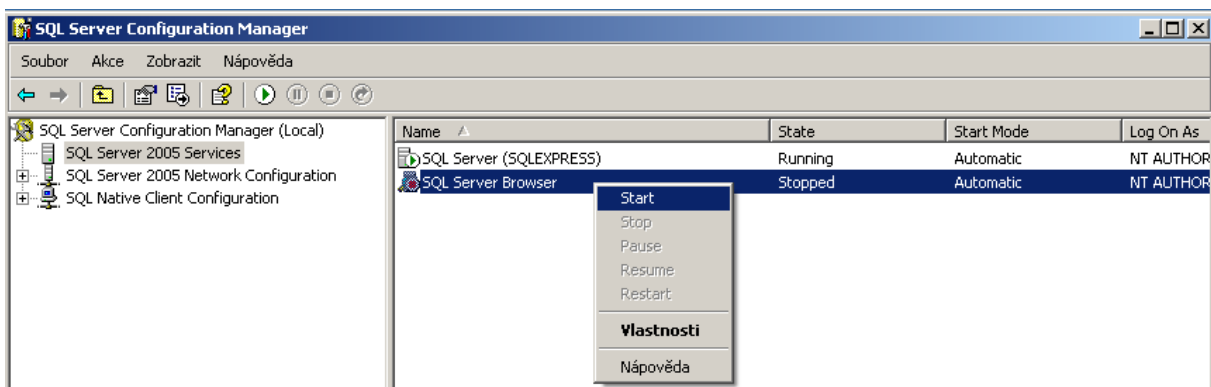 SQL Server Configuration Manager
Soubor Akce Zobrazit Nápověda
SQL Server Configuration Manager (Local)
SQL Server 2005 Services
SQL Server 2005 Network Configuration
SQL Native Client Configuration
Name State Start Mode Log On As
SQL Server (SQLEXPRESS) Running Automatic NT AUTHOR
SQL Server Browser Stopped Automatic NT AUTHOR
Start
Stop
Pause
Resume
Restart
Vlastnosti
Nápověda